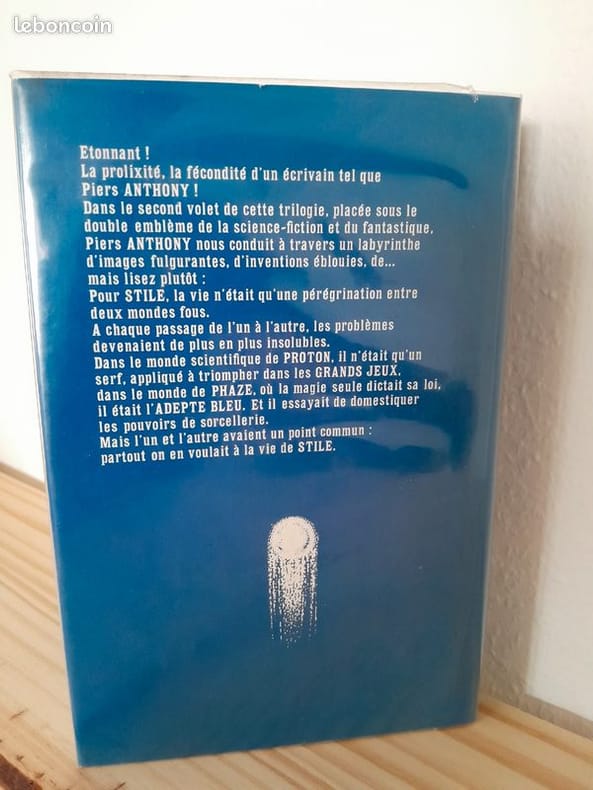 leboncoin
Etonnant !
La prolixité, la fécondité d'un écrivain tel que
Piers ANTHONY !
Dans le second volet de cette trilogie, placée sous le
double emblème de la science-fiction et du fantastique,
Piers ANTHONY nous conduit à travers un labyrinthe
d'images fulgurantes, d'inventions éblouies, de...
mais lisez plutôt :
Pour STILE, la vie n'était qu'une pérégrination entre
deux mondes fous.
A chaque passage de l'un à l'autre, les problèmes
devenaient de plus en plus insolubles.
Dans le monde scientifique de PROTON, il n'était qu'un
serf, appliqué à triompher dans les GRANDS JEUX,
dans le monde de PHAZE, où la magie seule dictait sa loi,
il était l'ADEPTE BLEU. Et il essayait de domestiquer
les pouvoirs de sorcellerie.
Mais l'un et l'autre avaient un point commun :
partout on en voulait à la vie de STILE.